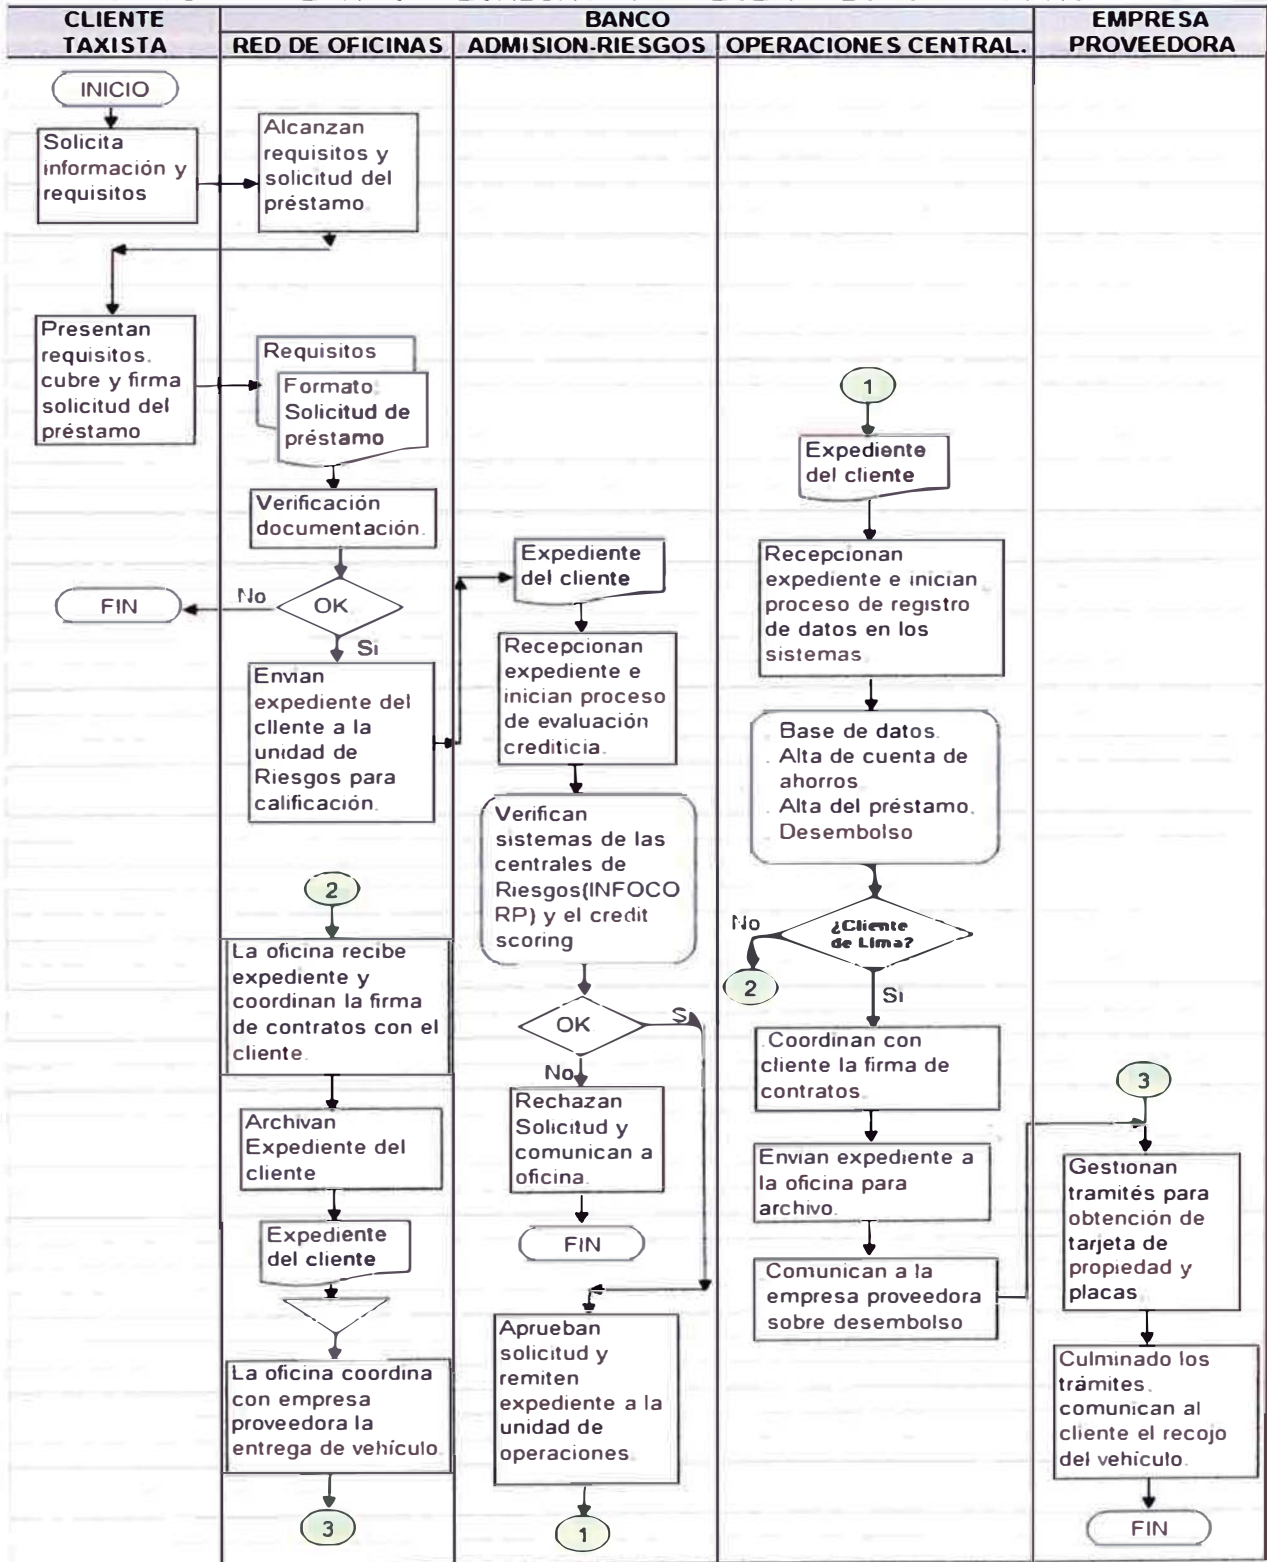 CLIENTE
TAXISTA
BANCO
RED DE OFICINAS
ADMISION-RIESGOS
OPERACIONES CENTRAL.
EMPRESA
PROVEEDORA
INICIO
Solicita
información y
requisitos
Presentan
requisitos,
cubre y firma
solicitud del
préstamo
FIN
Alcanzan
requisitos y
solicitud del
préstamo.
Requisitos
Formato:
Solicitud de
préstamo
Verificación
documentación.
No
OK
Si
Envian
expediente del
cliente a la
unidad de
Riesgos para
calificación.
2
La oficina recibe
expediente y
coordinan la firma
de contratos con el
cliente.
Archivan
Expediente del
cliente
Expediente
del cliente
La oficina coordina
con empresa
proveedora la
entrega de vehículo.
3
Expediente
del cliente
Recepcionan
expediente e
inician proceso
de evaluación
crediticia.
Verifican
sistemas de las
centrales de
Riesgos(INFOCO
RP) y el credit
scoring
OK
Si
No
Rechazan
Solicitud y
comunican a
oficina.
FIN
Aprueban
solicitud y
remiten
expediente a la
unidad de
operaciones.
1
1
Expediente
del cliente
Recepcionan
expediente e inician
proceso de registro
de datos en los
sistemas.
. Base de datos.
. Alta de cuenta de
ahorros.
. Alta del préstamo.
. Desembolso
No
¿Cliente
de Lima?
2
Si
.Coordinan con
cliente la firma de
contratos.
Envian expediente a
la oficina para
archivo.
Comunican a la
empresa proveedora
sobre desembolso
3
Gestionan
tramités para
obtención de
tarjeta de
propiedad y
placas.
Culminado los
trámites,
comunican al
cliente el recojo
del vehículo.
FIN